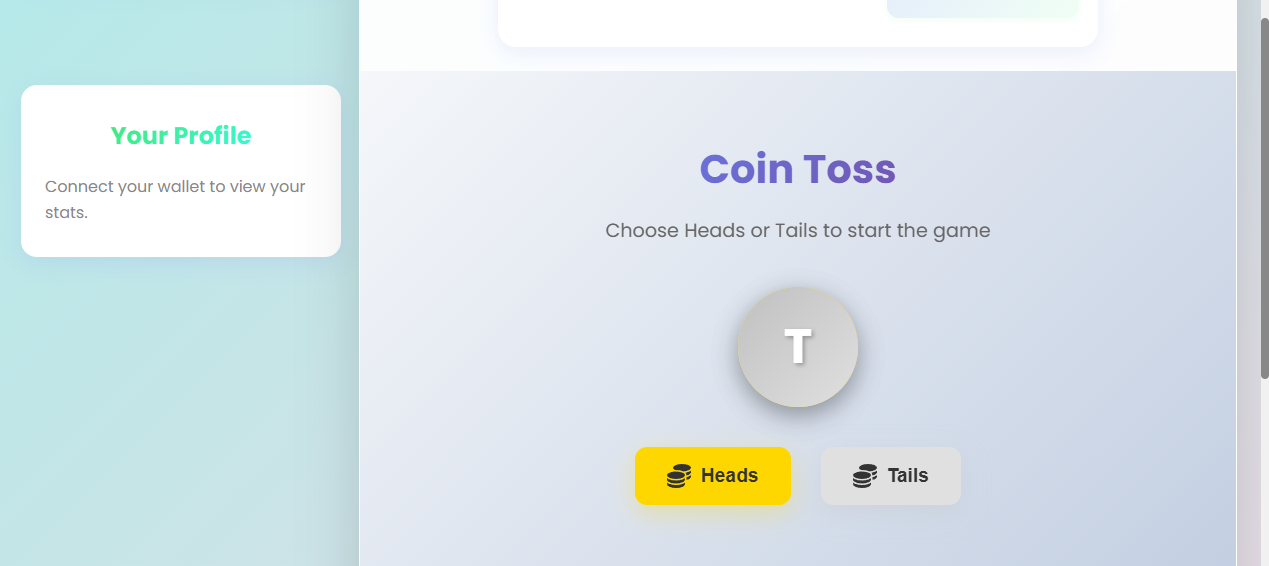 Your Profile
Connect your wallet to view your
stats.
Coin Toss
Choose Heads or Tails to start the game
T
Heads
Tails